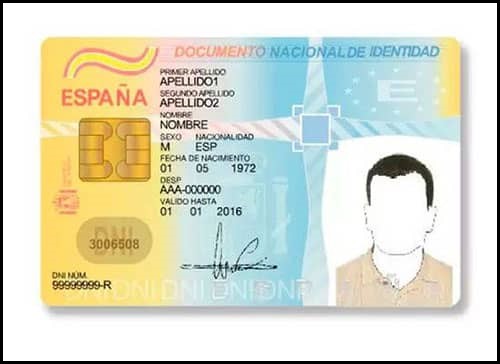 DOCUMENTO NACIONAL DE IDENTIDAD
ESPAÑA
PRIMER APELLIDO
APELLIDO1
SEGUNDO APELLIDO
APELLIDO2
NOMBRE
NOMBRE
SEXO NACIONALIDAD
M ESP
FECHA DE NACIMIENTO
01 05 1972
DESP
AAA-000000
VALIDO HASTA
01 01 2016
E
DNI
3006508
DNI NÚM.
99999999-R
DNI DNI DNI DNI DNI